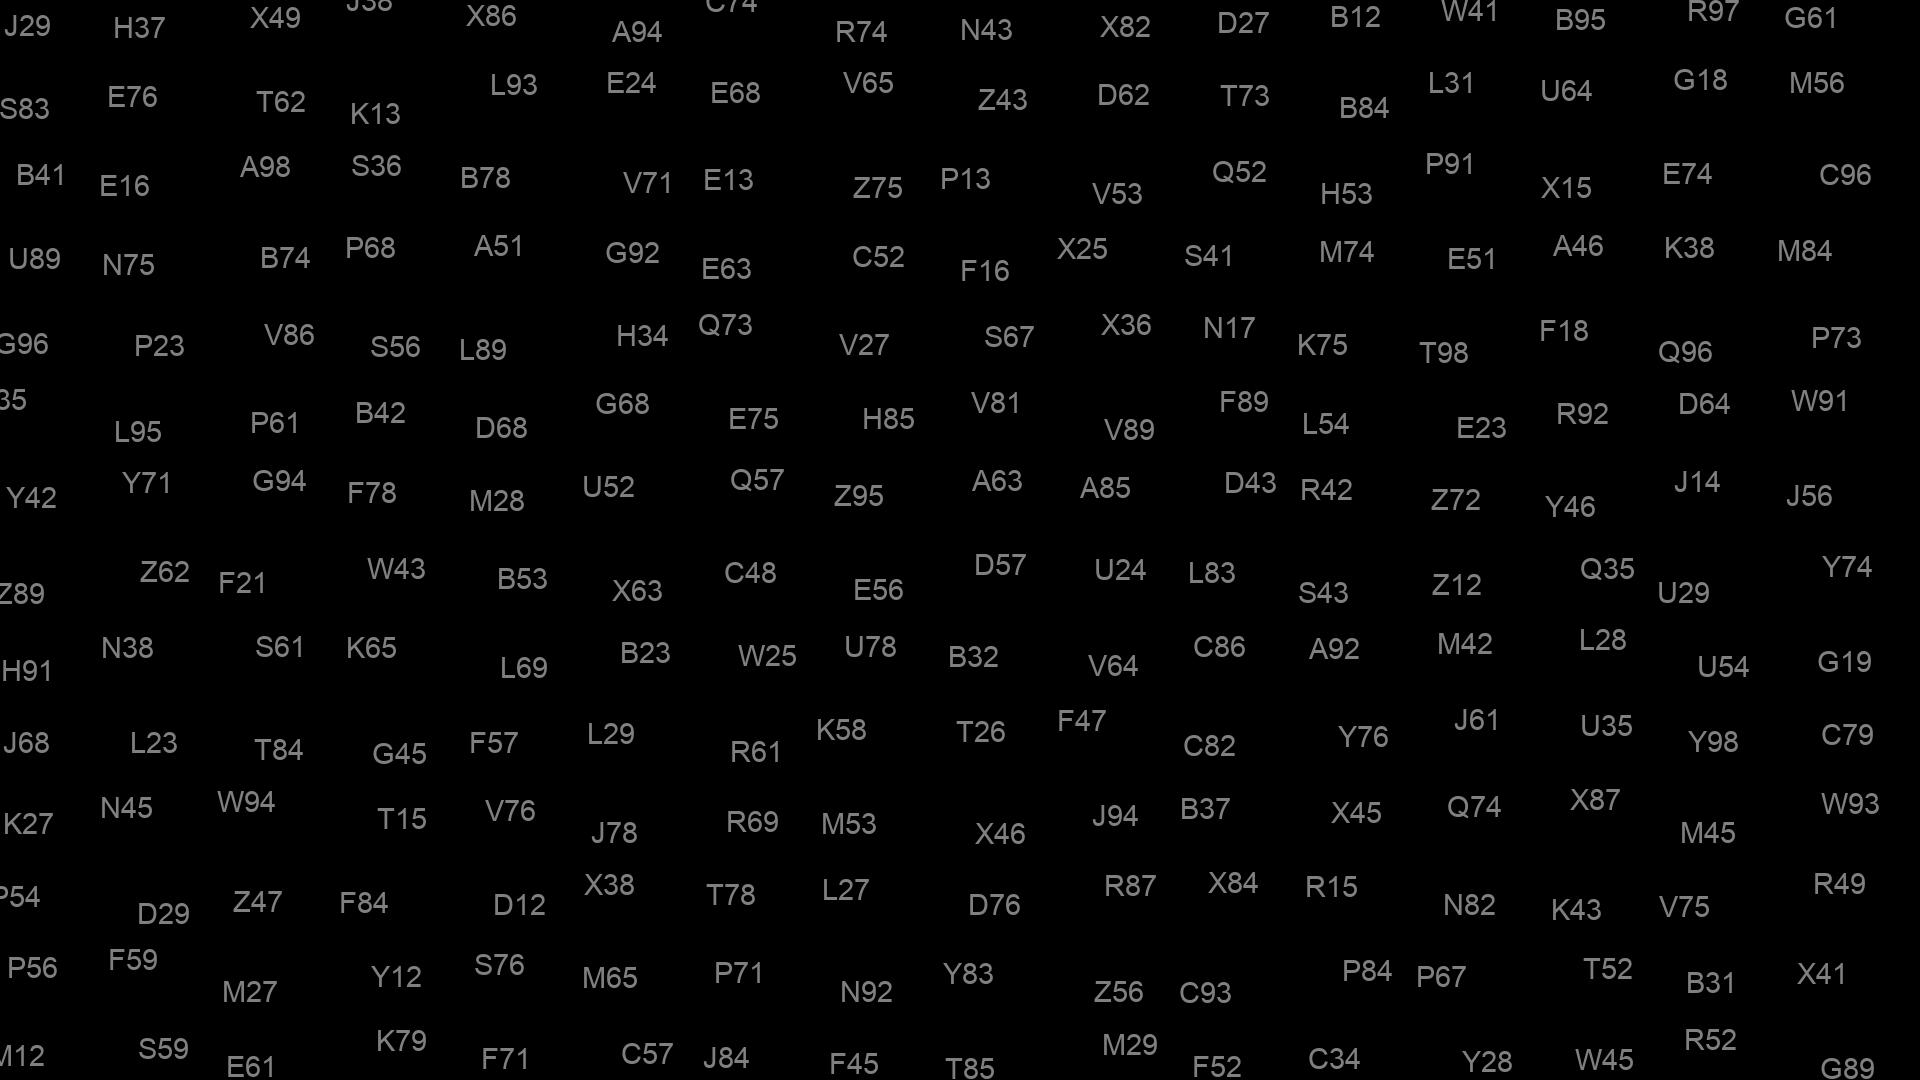 J29 H37 X49 J38 X86 A94 C74 R74 N43 X82 D27 B12 W41 B95 R97 G61
S83 E76 T62 K13 L93 E24 E68 V65 Z43 D62 T73 B84 L31 U64 G18 M56
B41 E16 A98 S36 B78 V71 E13 Z75 P13 V53 Q52 H53 P91 X15 E74 C96
U89 N75 B74 P68 A51 G92 E63 C52 F16 X25 S41 M74 E51 A46 K38 M84
G96 P23 V86 S56 L89 H34 Q73 V27 S67 X36 N17 K75 T98 F18 Q96 P73
35 L95 P61 B42 D68 G68 E75 H85 V81 V89 F89 L54 E23 R92 D64 W91
Y42 Y71 G94 F78 M28 U52 Q57 Z95 A63 A85 D43 R42 Z72 Y46 J14 J56
Z89 Z62 F21 W43 B53 X63 C48 E56 D57 U24 L83 S43 Z12 Q35 U29 Y74
H91 N38 S61 K65 L69 B23 W25 U78 B32 V64 C86 A92 M42 L28 U54 G19
J68 L23 T84 G45 F57 L29 R61 K58 T26 F47 C82 Y76 J61 U35 Y98 C79
K27 N45 W94 T15 V76 J78 R69 M53 X46 J94 B37 X45 Q74 X87 M45 W93
P54 D29 Z47 F84 D12 X38 T78 L27 D76 R87 X84 R15 N82 K43 V75 R49
P56 F59 M27 Y12 S76 M65 P71 N92 Y83 Z56 C93 P84 P67 T52 B31 X41
M12 S59 E61 K79 F71 C57 J84 F45 T85 M29 F52 C34 Y28 W45 R52 G89